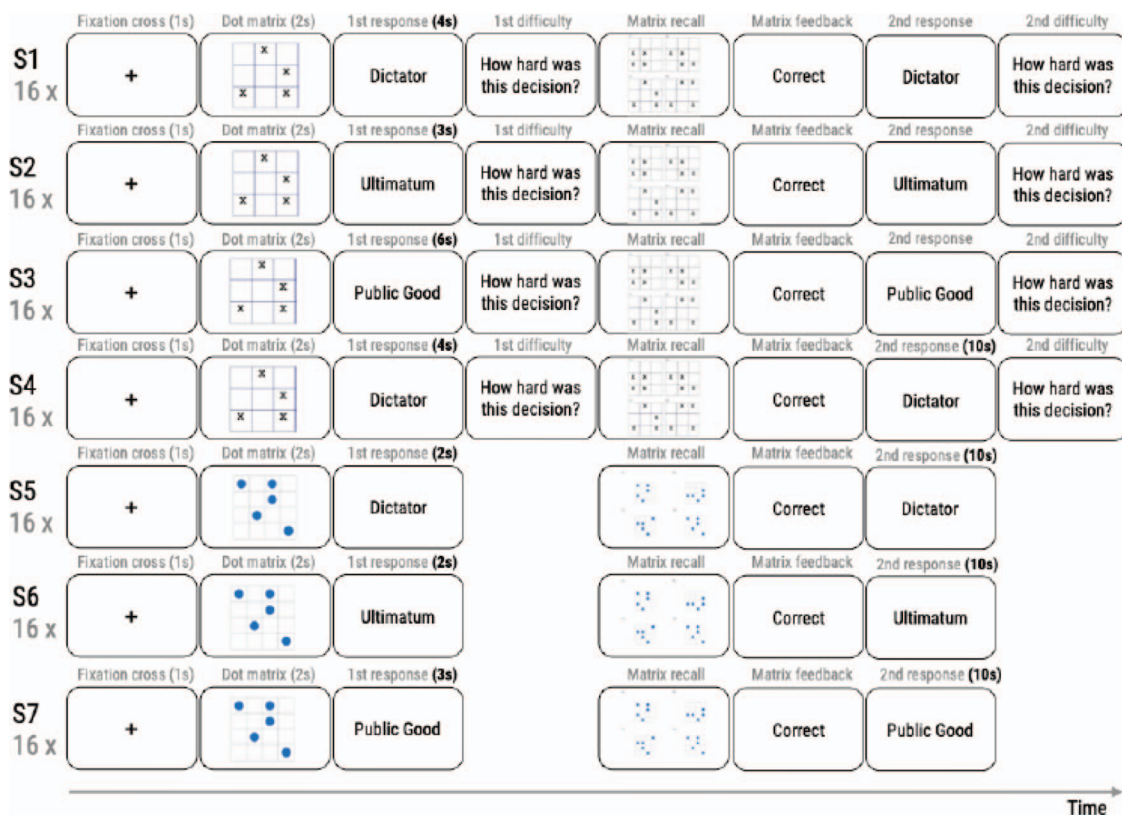 Fixation cross (1s) Dot matrix (2s) 1st response (4s) 1st difficulty Matrix recall Matrix feedback 2nd response 2nd difficulty
S1
16 x
+
x
x
x x
Dictator
How hard was
this decision?
Correct
Dictator
How hard was
this decision?
Fixation cross (1s) Dot matrix (2s) 1st response (3s) 1st difficulty Matrix recall Matrix feedback 2nd response 2nd difficulty
S2
16 x
+
x
x
x x
Ultimatum
How hard was
this decision?
Correct
Ultimatum
How hard was
this decision?
Fixation cross (1s) Dot matrix (2s) 1st response (6s) 1st difficulty Matrix recall Matrix feedback 2nd response 2nd difficulty
S3
16 x
+
x
x
x x
Public Good
How hard was
this decision?
Correct
Public Good
How hard was
this decision?
Fixation cross (1s) Dot matrix (2s) 1st response (4s) 1st difficulty Matrix recall Matrix feedback 2nd response (10s) 2nd difficulty
S4
16 x
+
x
x
x x
Dictator
How hard was
this decision?
Correct
Dictator
How hard was
this decision?
Fixation cross (1s) Dot matrix (2s) 1st response (2s) Matrix recall Matrix feedback 2nd response (10s)
S5
16 x
+
Dictator
Correct
Dictator
Fixation cross (1s) Dot matrix (2s) 1st response (2s) Matrix recall Matrix feedback 2nd response (10s)
S6
16 x
+
Ultimatum
Correct
Ultimatum
Fixation cross (1s) Dot matrix (2s) 1st response (3s) Matrix recall Matrix feedback 2nd response (10s)
S7
16 x
+
Public Good
Correct
Public Good
Time